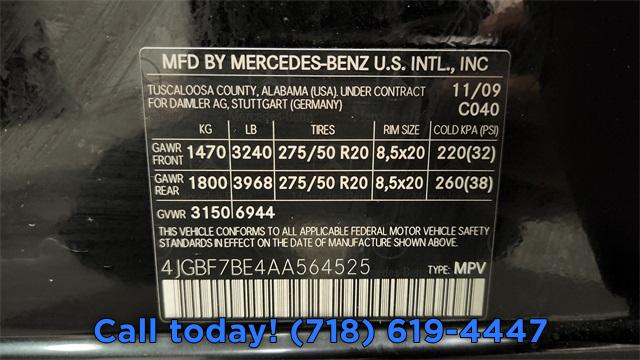 MFD BY MERCEDES-BENZ U.S. INTL., INC
TUSCALOOSA COUNTY, ALABAMA (USA). UNDER CONTRACT 11/09
FOR DAIMLER AG, STUTTGART (GERMANY) C040
KG LB TIRES RIM SIZE COLD KPA (PSI)
GAWR FRONT 1470 3240 275/50 R20 8,5x20 220(32)
GAWR REAR 1800 3968 275/50 R20 8,5x20 260(38)
GVWR 3150 6944
THIS VEHICLE CONFORMS TO ALL APPLICABLE FEDERAL MOTOR VEHICLE SAFETY
STANDARDS IN EFFECT ON THE DATE OF MANUFACTURE SHOWN ABOVE.
4JGBF7BE4AA564525 TYPE: MPV
Call today! (718) 619-4447